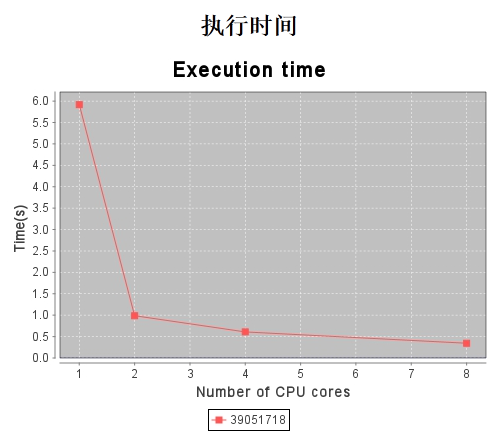 执行时间
Execution time
6.0
5.5
5.0
4.5
4.0
3.5
3.0
2.5
2.0
1.5
1.0
0.5
0.0
Time(s)
1 2 3 4 5 6 7 8
Number of CPU cores
39051718